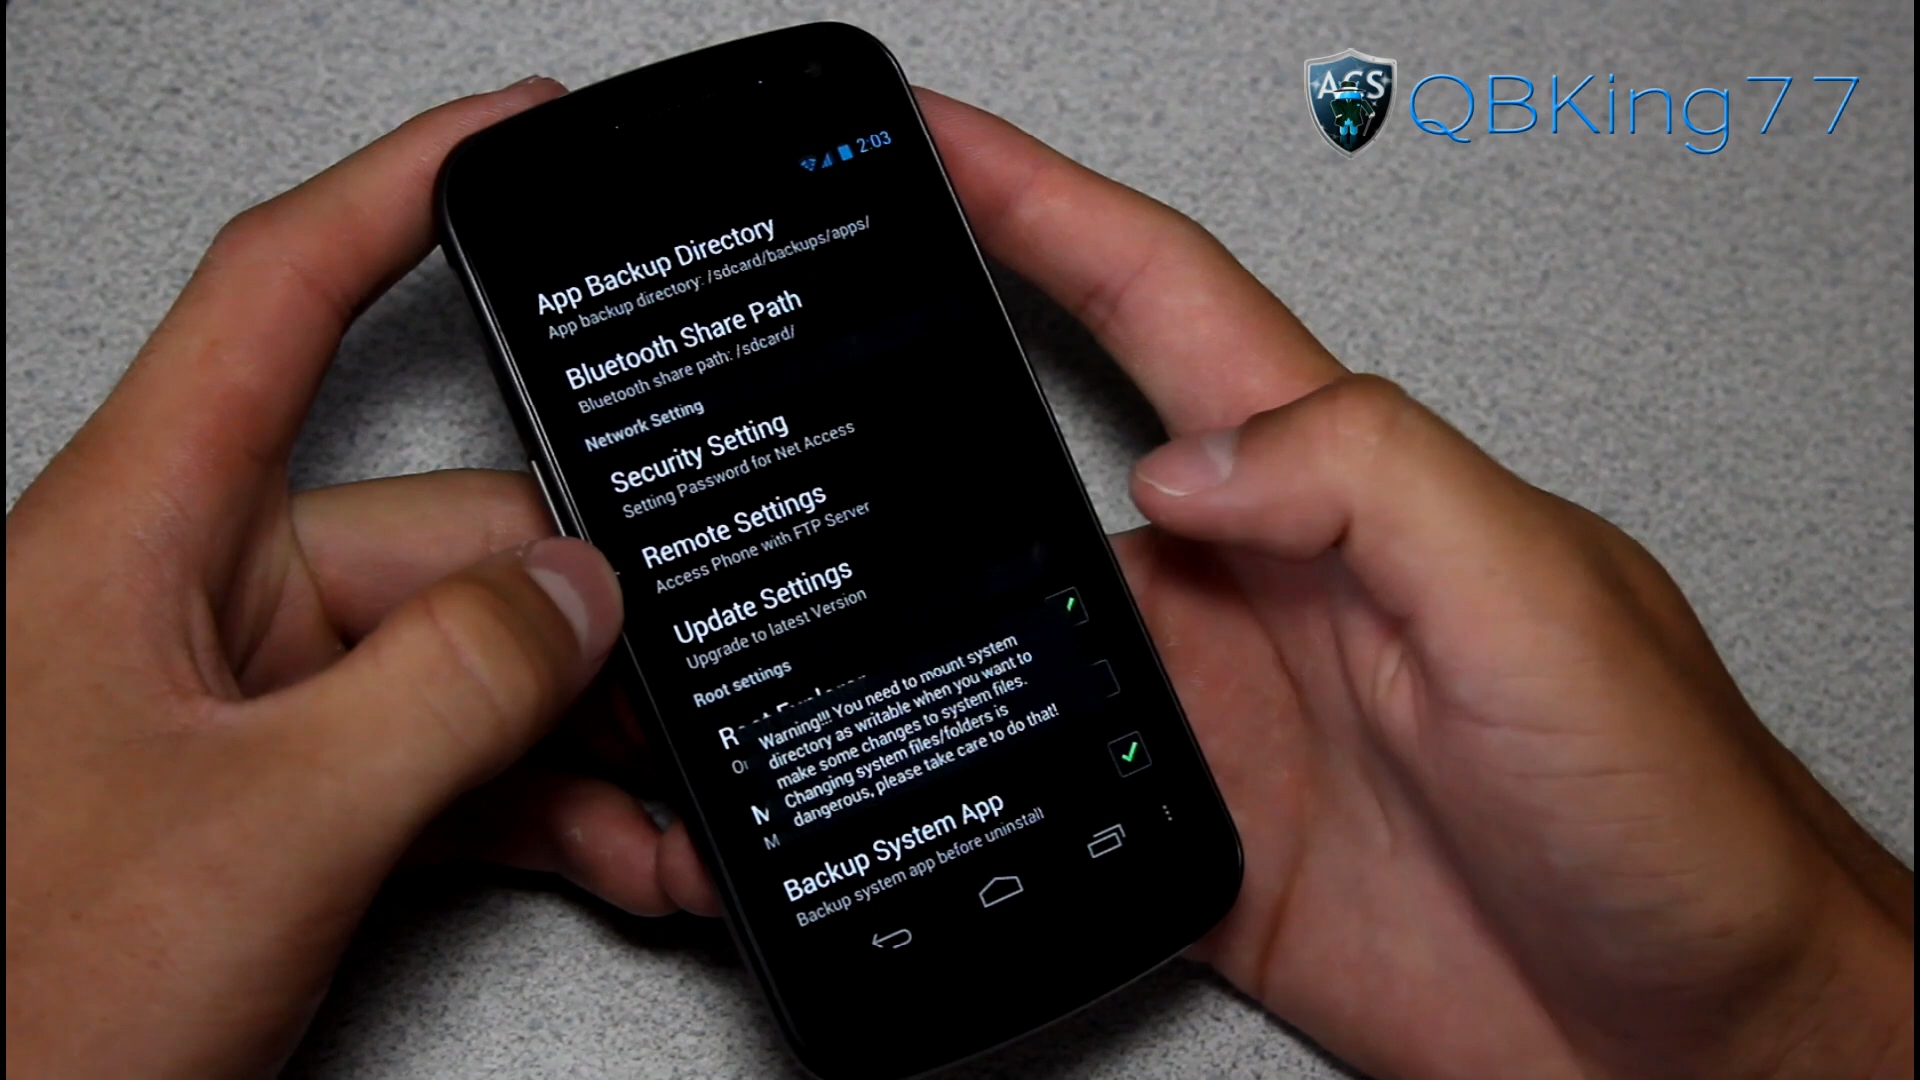 ACS QBKing77
2:03
App Backup Directory
App backup directory: /sdcard/backups/apps/
Bluetooth Share Path
Bluetooth share path: /sdcard/
Network Setting
Security Setting
Setting Password for Net Access
Remote Settings
Access Phone with FTP Server
Update Settings
Upgrade to latest Version
Root settings
Warning!!! You need to mount system
directory as writable when you want to
make some changes to system files.
Changing system files/folders is
dangerous, please take care to do that!
Backup System App
Backup system app before uninstall